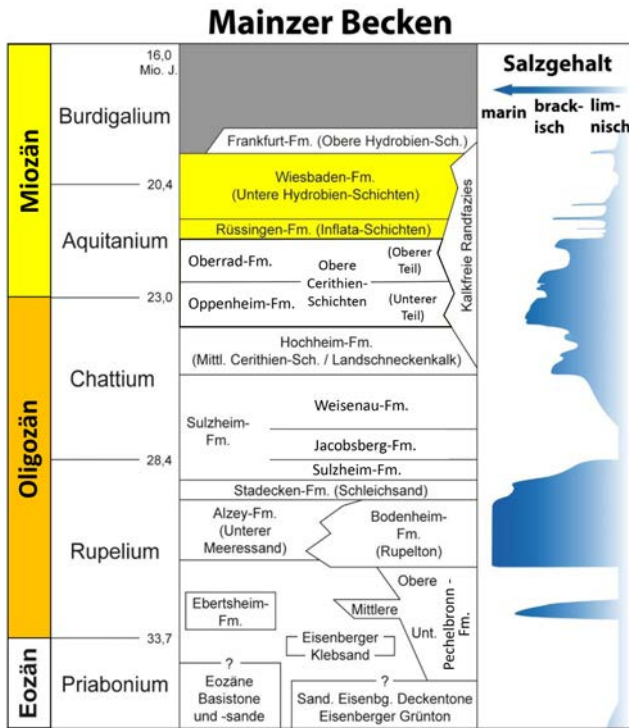 Mainzer Becken
16,0
Mio. J.
Burdigalium
20,4
Miozän
Aquitanium
23,0
Chattium
28,4
Oligozän
Rupelium
33,7
Eozän
Priabonium
Frankfurt-Fm. (Obere Hydrobien-Sch.)
Wiesbaden-Fm.
(Untere Hydrobien-Schichten)
Rüssingen-Fm. (Inflata-Schichten)
Oberrad-Fm.
Oppenheim-Fm.
Obere
Cerithien-
Schichten
(Oberer
Teil)
(Unterer
Teil)
Kalkfreie Randfazies
Hochheim-Fm.
(Mittl. Cerithien-Sch. / Landschneckenkalk)
Sulzheim-
Fm.
Weisenau-Fm.
Jacobsberg-Fm.
Sulzheim-Fm.
Stadecken-Fm. (Schleichsand)
Alzey-Fm.
(Unterer
Meeressand)
Bodenheim-
Fm.
(Rupelton)
Obere
Mittlere
Unt.
Pechelbronn-
Fm.
Ebertsheim-
Fm.
Eisenberger
Klebsand
?
Eozäne
Basistone
und -sande
?
Sand. Eisenbg. Deckentone
Eisenberger Grünton
Salzgehalt
marin
brack-
isch
lim-
nisch